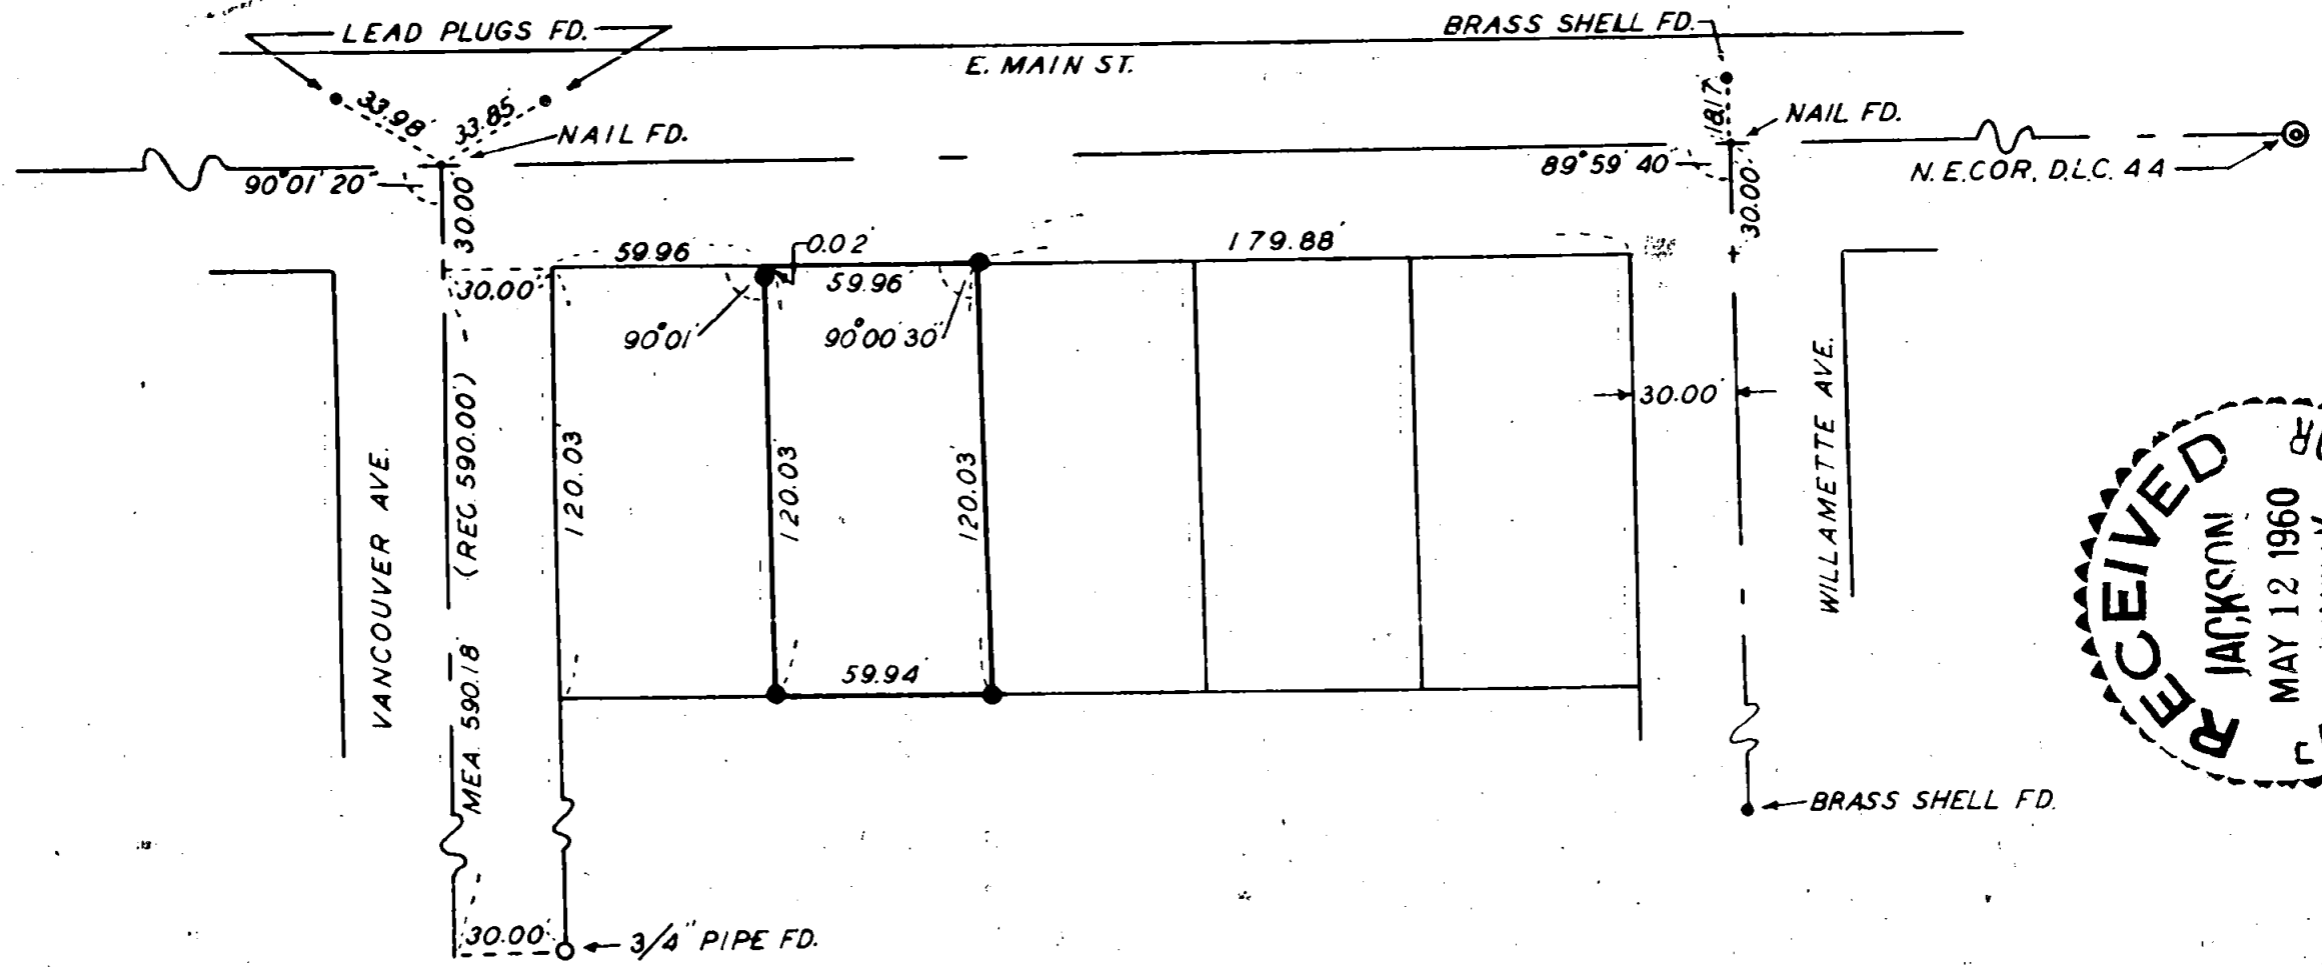 LEAD PLUGS FD.
BRASS SHELL FD.
E. MAIN ST.
33.98'
33.85'
NAIL FD.
18.17'
NAIL FD.
90°01'20"
89°59'40"
N.E.COR. D.L.C. 44
30.00'
30.00'
59.96'
0.02'
179.88'
30.00'
59.96'
90°01'
90°00'30"
30.00'
VANCOUVER AVE.
MEA. 590.18' (REC. 590.00')
120.03'
120.03'
120.03'
WILLAMETTE AVE.
59.94'
RECEIVED
JACKSON
MAY 12 1960
BRASS SHELL FD.
30.00'
3/4" PIPE FD.